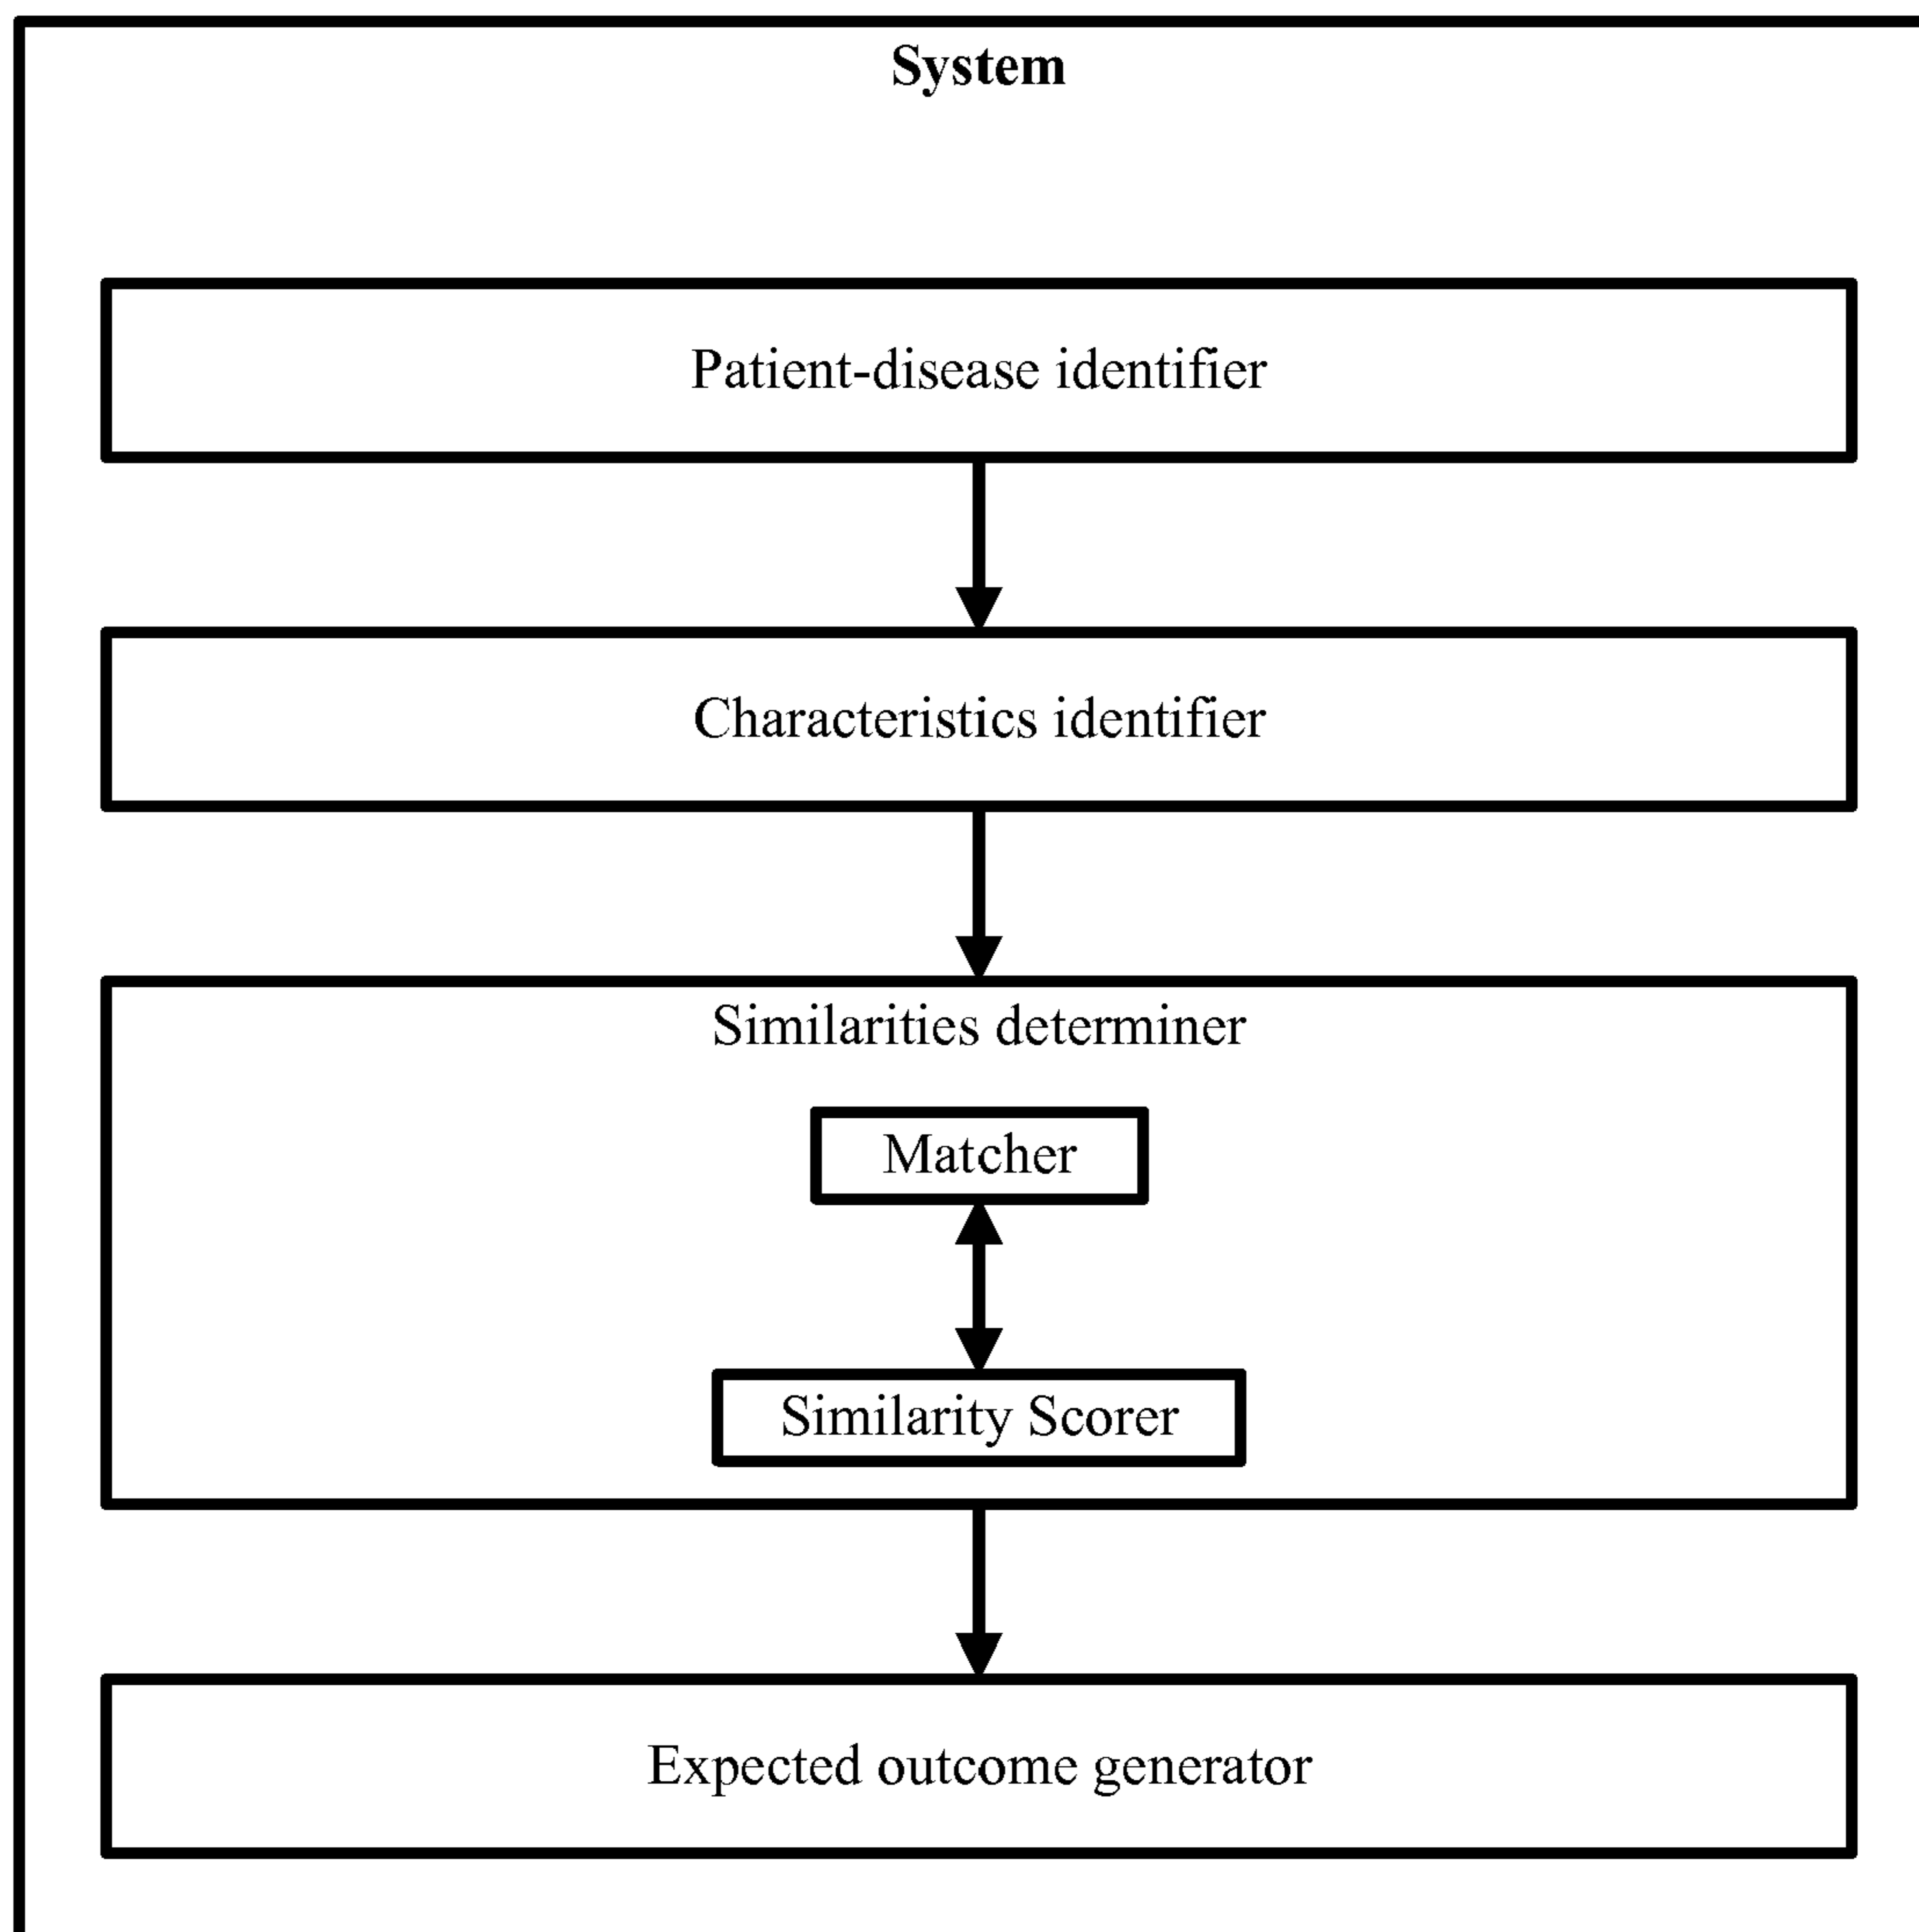 System
Patient-disease identifier
Characteristics identifier
Similarities determiner
Matcher
Similarity Scorer
Expected outcome generator